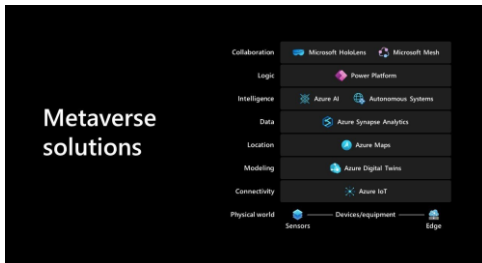 Metaverse
solutions
Collaboration Microsoft HoloLens Microsoft Mesh
Logic Power Platform
Intelligence Azure AI Autonomous Systems
Data Azure Synapse Analytics
Location Azure Maps
Modeling Azure Digital Twins
Connectivity Azure IoT
Physical world Devices/equipment
Sensors Edge